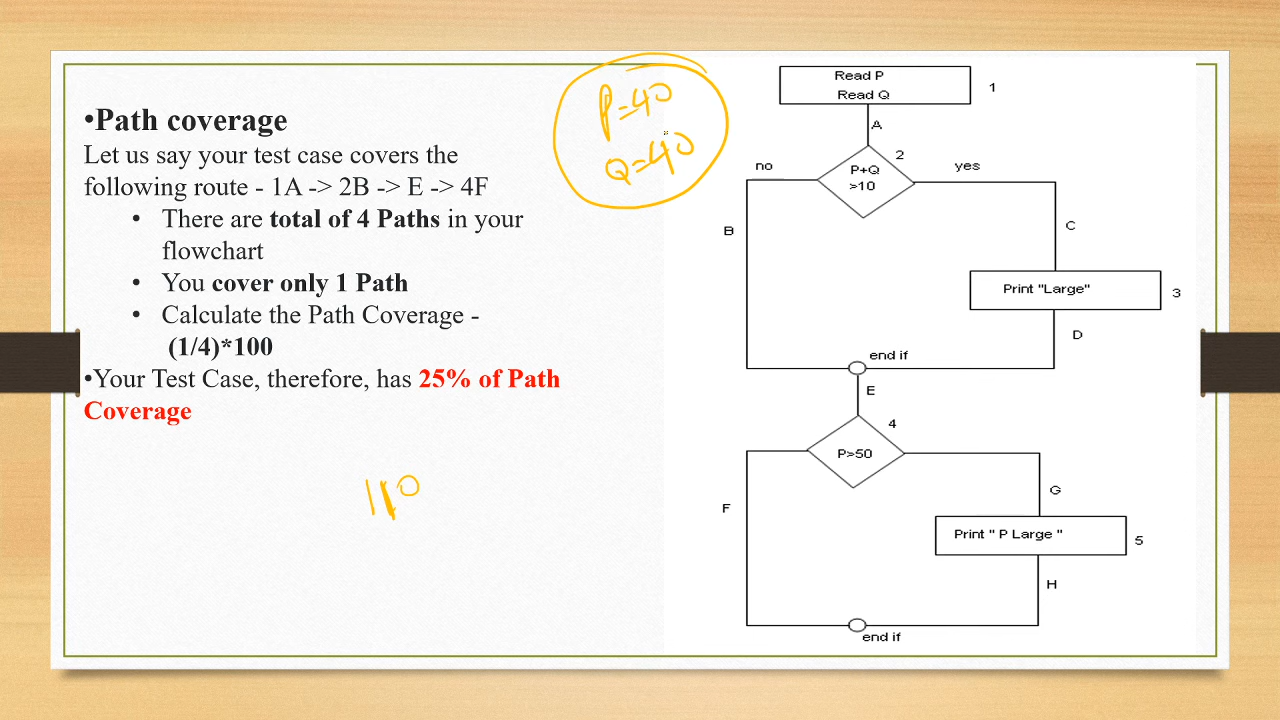 •Path coverage
Let us say your test case covers the
following route - 1A -> 2B -> E -> 4F
• There are total of 4 Paths in your
flowchart
• You cover only 1 Path
• Calculate the Path Coverage -
(1/4)*100
•Your Test Case, therefore, has 25% of Path
Coverage
P=40
Q=40
Read P
Read Q
1
A
2
no
P+Q
>10
yes
B
C
Print "Large"
3
D
end if
E
4
P>50
F
G
Print " P Large "
5
H
end if